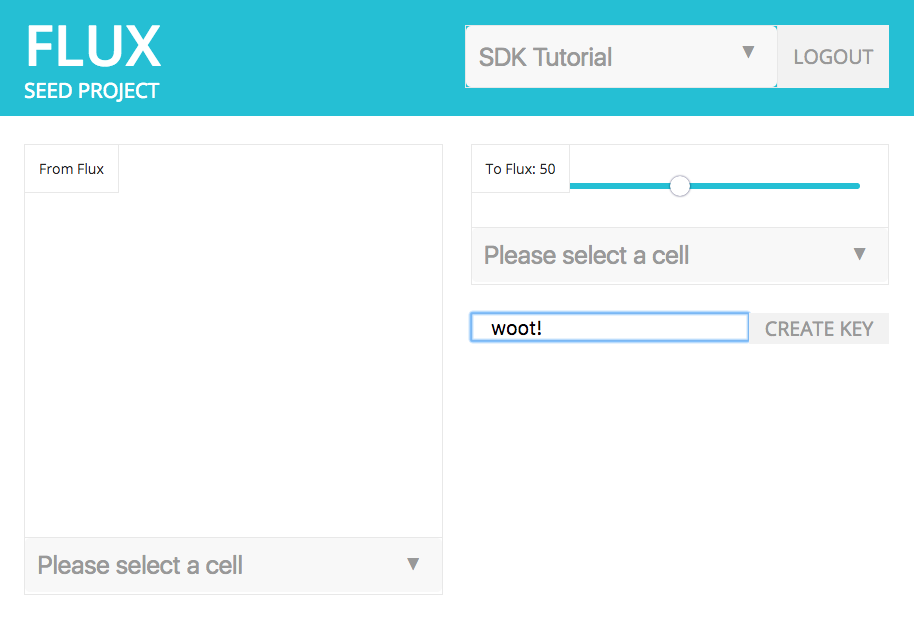 FLUX
SEED PROJECT
SDK Tutorial
LOGOUT
From Flux
Please select a cell
To Flux: 50
Please select a cell
woot!
CREATE KEY